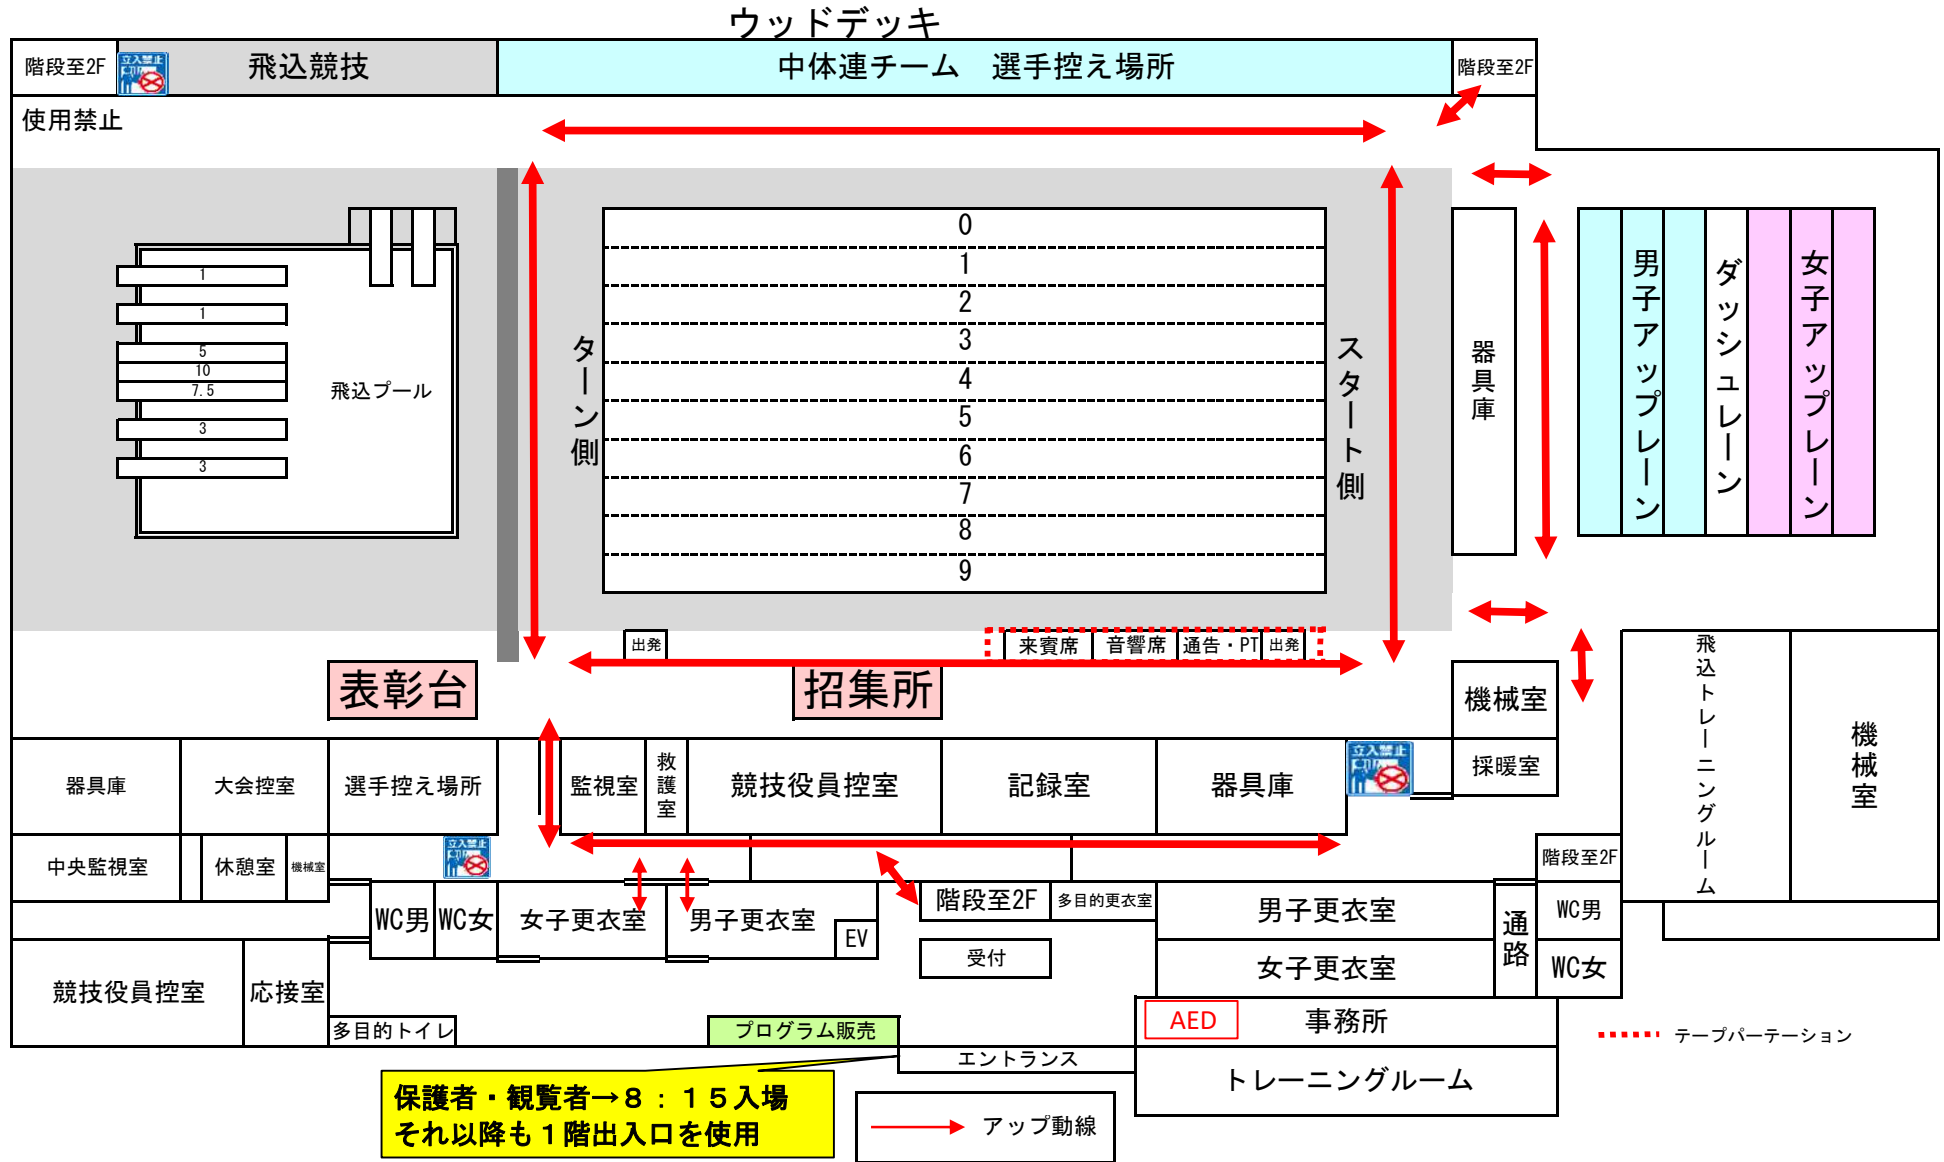 ウッドデッキ
階段至2F
立入禁止
飛込競技
中体連チーム　選手控え場所
階段至2F
使用禁止
0
1
2
3
4
5
6
7
8
9
1
1
5
10
7.5
3
3
飛込プール
ターン側
スタート側
器具庫
男子アップレーン
ダッシュレーン
女子アップレーン
出発
来賓席
音響席
通告・PT
出発
表彰台
招集所
機械室
飛込トレーニングルーム
機械室
器具庫
大会控室
選手控え場所
監視室
救護室
競技役員控室
記録室
器具庫
立入禁止
採暖室
中央監視室
休憩室
機械室
立入禁止
階段至2F
WC男
WC女
女子更衣室
男子更衣室
EV
階段至2F
多目的更衣室
男子更衣室
通路
WC男
受付
女子更衣室
WC女
競技役員控室
応接室
多目的トイレ
プログラム販売
AED
事務所
テープパーテーション
エントランス
トレーニングルーム
保護者・観覧者→８：１５入場
それ以降も１階出入口を使用
アップ動線